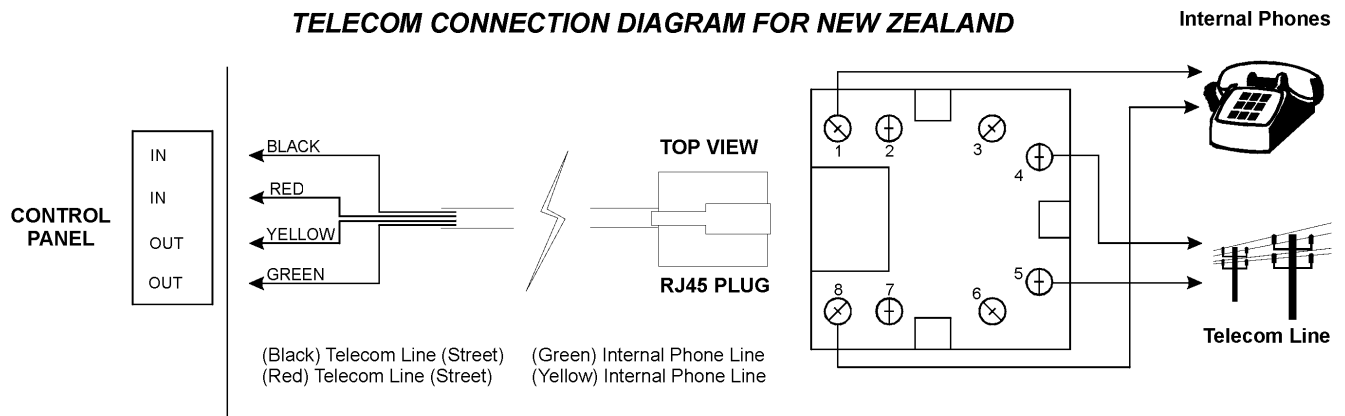 TELECOM CONNECTION DIAGRAM FOR NEW ZEALAND
Internal Phones
CONTROL
PANEL
IN
IN
OUT
OUT
BLACK
RED
YELLOW
GREEN
TOP VIEW
RJ45 PLUG
1
2
3
4
5
6
7
8
Telecom Line
(Black) Telecom Line (Street)
(Red) Telecom Line (Street)
(Green) Internal Phone Line
(Yellow) Internal Phone Line